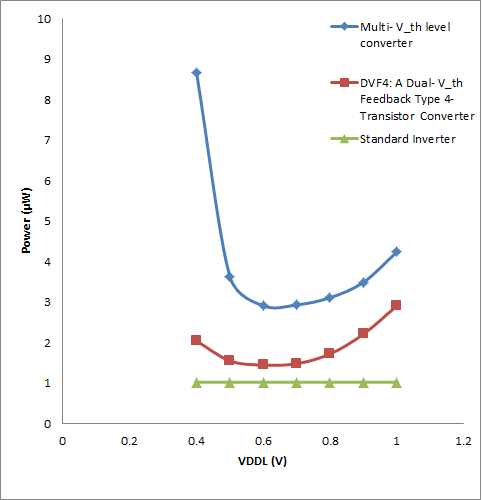 10
9
8
7
6
5
4
3
2
1
0
Power (µW)
0
0.2
0.4
0.6
0.8
1
1.2
VDDL (V)
Multi- V_th level
converter
DVF4: A Dual- V_th
Feedback Type 4-
Transistor Converter
Standard Inverter